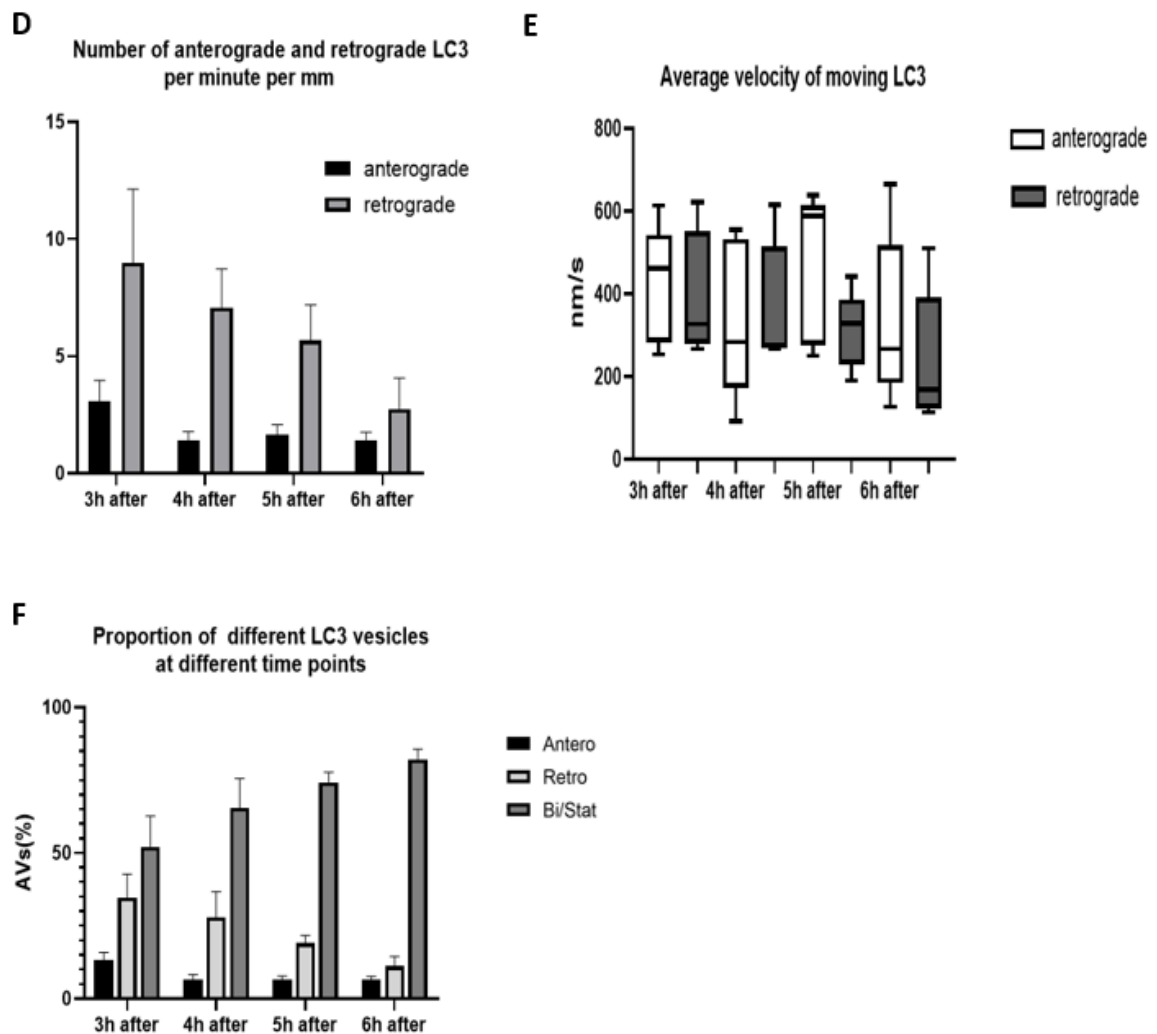 D
Number of anterograde and retrograde LC3
per minute per mm
15
10
5
0
anterograde
retrograde
3h after 4h after 5h after 6h after
E
Average velocity of moving LC3
800
600
400
200
0
nm/s
anterograde
retrograde
3h after 4h after 5h after 6h after
F
Proportion of different LC3 vesicles
at different time points
100
50
0
AVs(%)
Antero
Retro
Bi/Stat
3h after 4h after 5h after 6h after